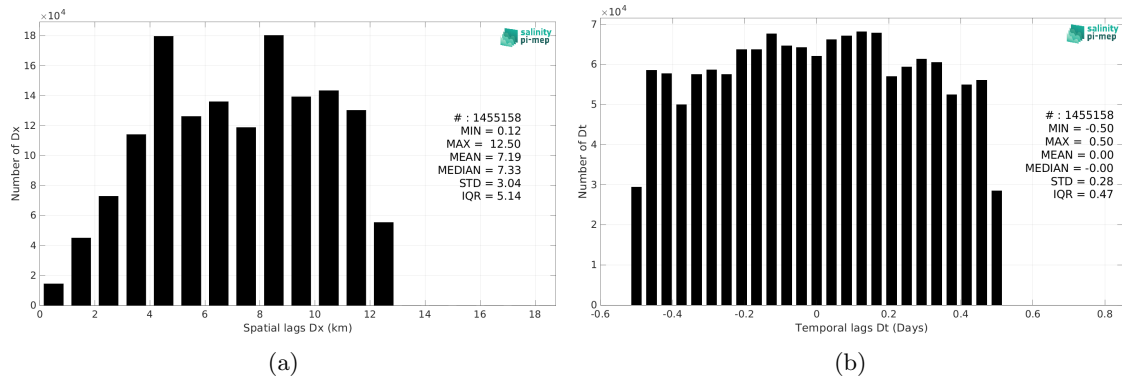 ×10⁴
18
16
14
12
10
8
6
4
2
0
Number of Dx
salinity
pi-mep
# : 1455158
MIN = 0.12
MAX = 12.50
MEAN = 7.19
MEDIAN = 7.33
STD = 3.04
IQR = 5.14
0 2 4 6 8 10 12 14 16 18
Spatial lags Dx (km)
(a)
×10⁴
7
6
5
4
3
2
1
0
Number of Dt
salinity
pi-mep
# : 1455158
MIN = -0.50
MAX = 0.50
MEAN = 0.00
MEDIAN = -0.00
STD = 0.28
IQR = 0.47
-0.6 -0.4 -0.2 0 0.2 0.4 0.6 0.8
Temporal lags Dt (Days)
(b)